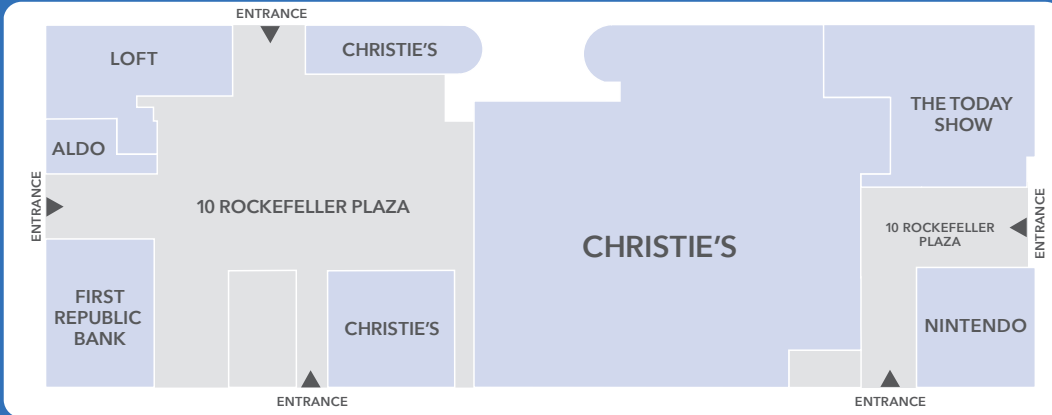 ENTRANCE
LOFT
CHRISTIE'S
THE TODAY
SHOW
ALDO
ENTRANCE
10 ROCKEFELLER PLAZA
CHRISTIE'S
10 ROCKEFELLER
PLAZA
ENTRANCE
FIRST
REPUBLIC
BANK
CHRISTIE'S
NINTENDO
ENTRANCE
ENTRANCE